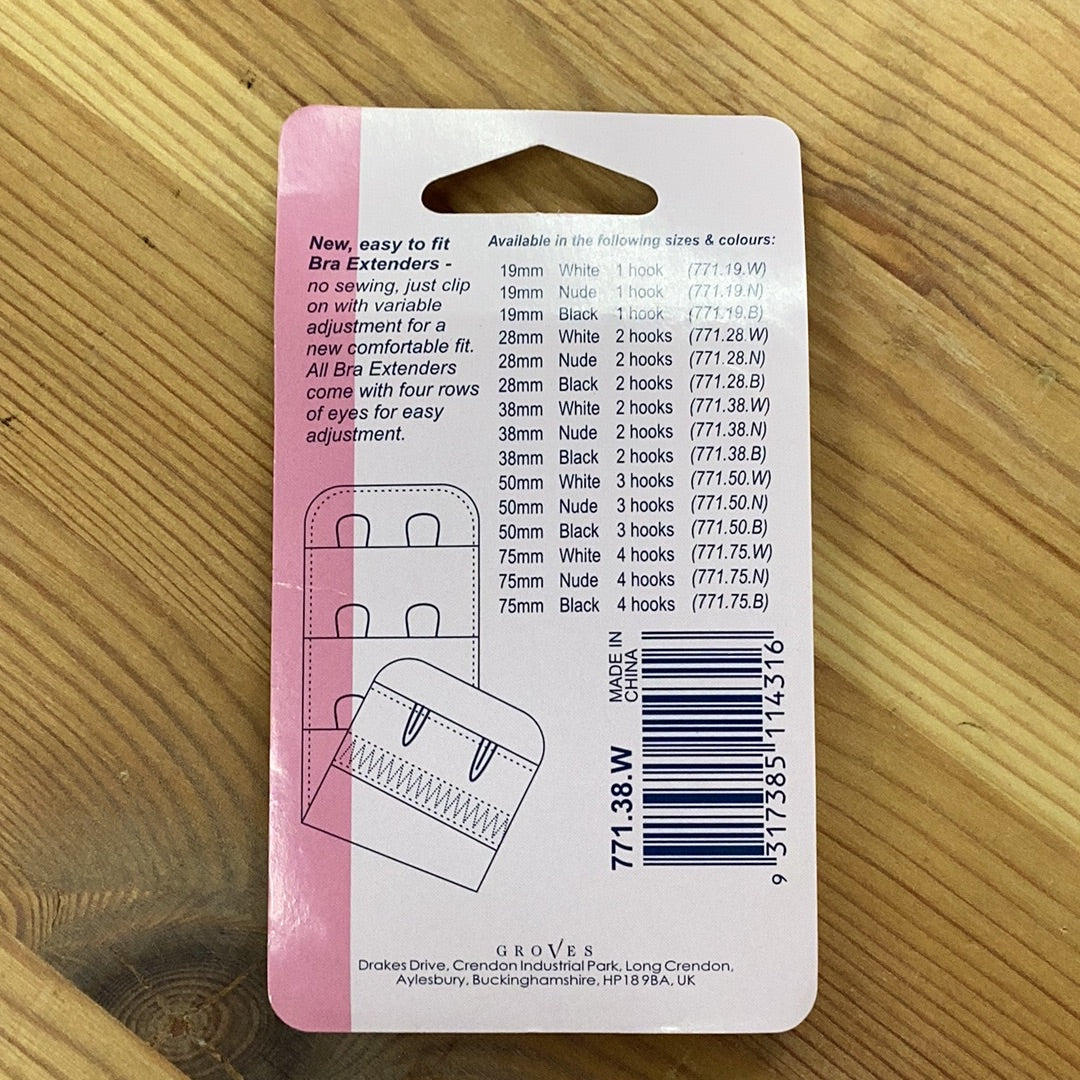 New, easy to fit
Bra Extenders -
no sewing, just clip
on with variable
adjustment for a
new comfortable fit.
All Bra Extenders
come with four rows
of eyes for easy
adjustment.
Available in the following sizes & colours:
19mm White 1 hook (771.19.W)
19mm Nude 1 hook (771.19.N)
19mm Black 1 hook (771.19.B)
28mm White 2 hooks (771.28.W)
28mm Nude 2 hooks (771.28.N)
28mm Black 2 hooks (771.28.B)
38mm White 2 hooks (771.38.W)
38mm Nude 2 hooks (771.38.N)
38mm Black 2 hooks (771.38.B)
50mm White 3 hooks (771.50.W)
50mm Nude 3 hooks (771.50.N)
50mm Black 3 hooks (771.50.B)
75mm White 4 hooks (771.75.W)
75mm Nude 4 hooks (771.75.N)
75mm Black 4 hooks (771.75.B)
MADE IN
CHINA
771.38.W
9 317385 114316
GROVES
Drakes Drive, Crendon Industrial Park, Long Crendon,
Aylesbury, Buckinghamshire, HP18 9BA, UK